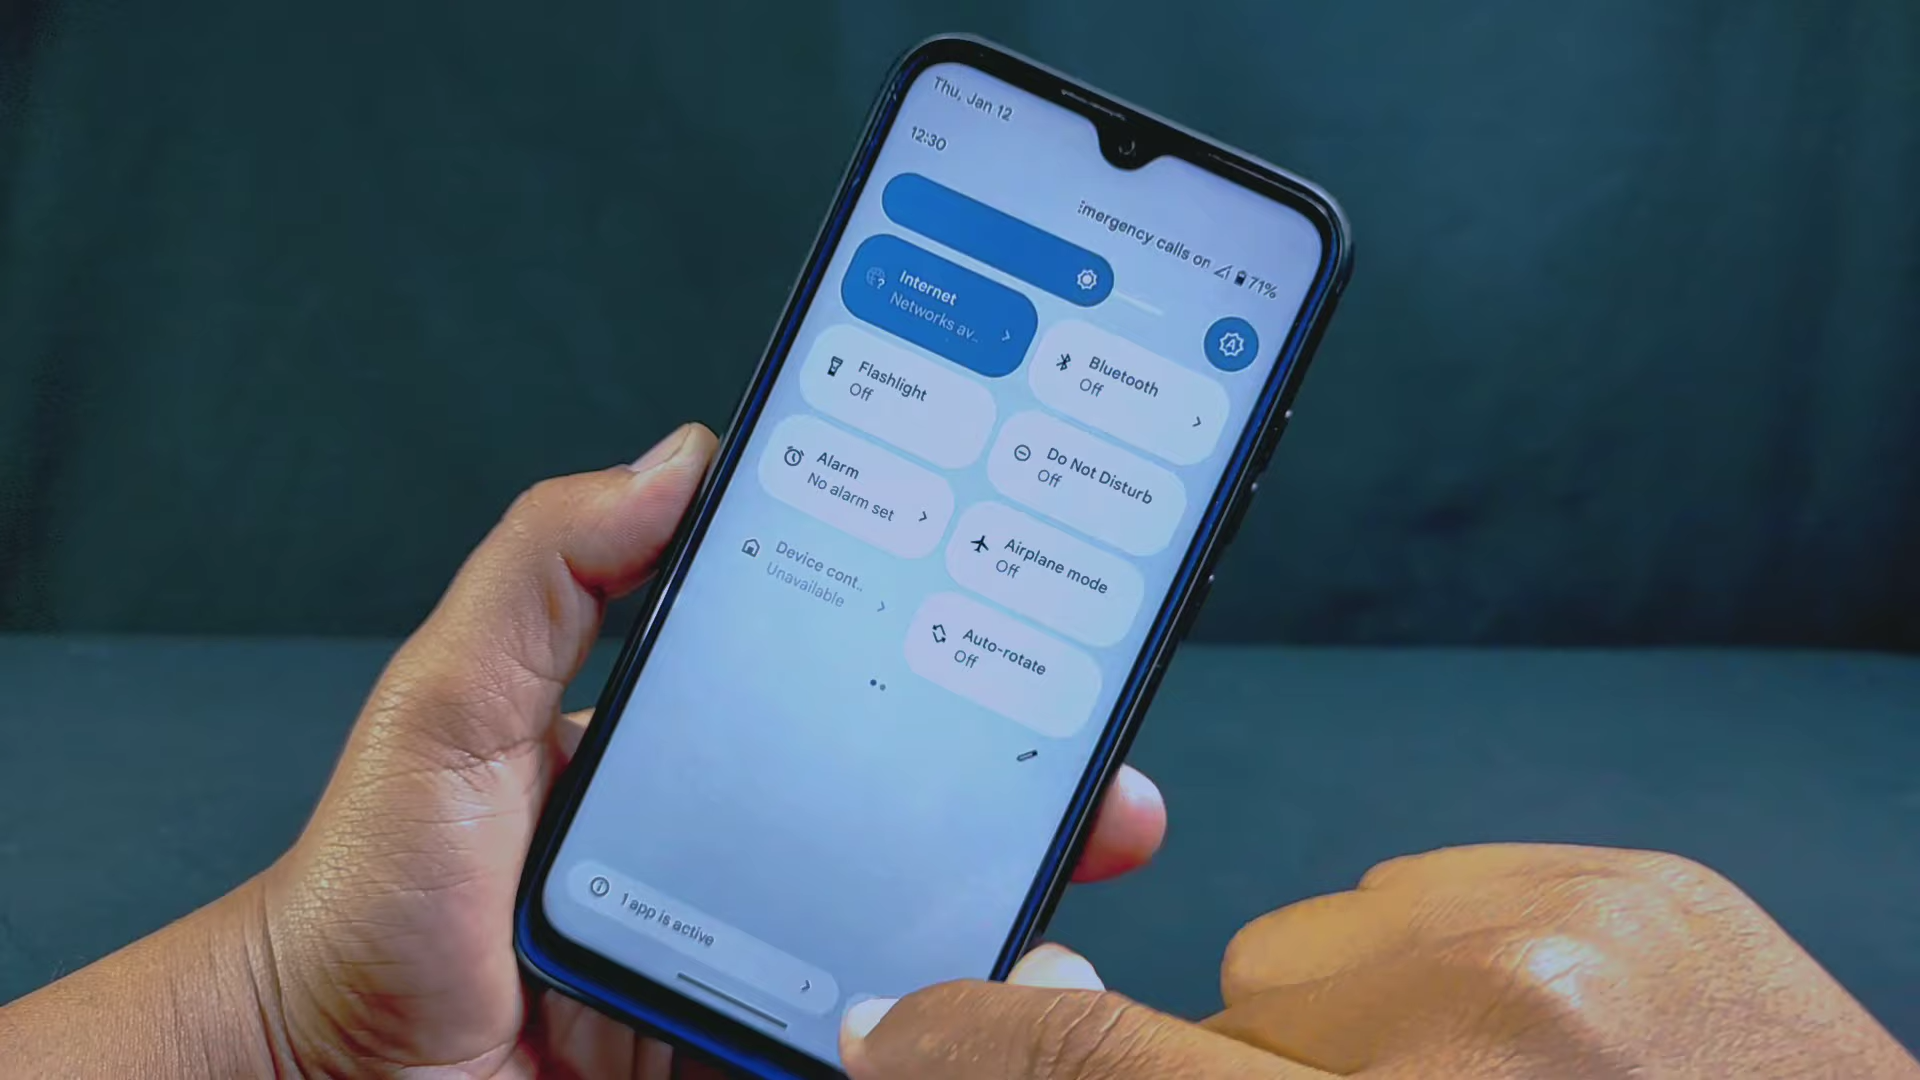 Thu, Jan 12
12:30
mergency calls on 71%
Internet
Networks av..
Bluetooth
Off
Flashlight
Off
Do Not Disturb
Off
Alarm
No alarm set
Airplane mode
Off
Device cont..
Unavailable
Auto-rotate
Off
1 app is active